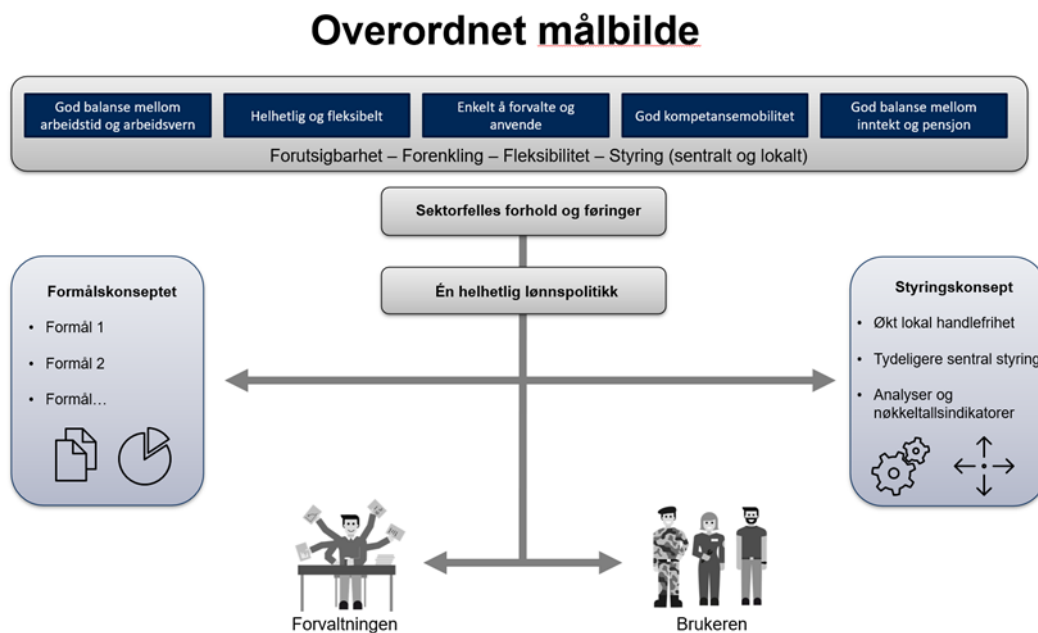 Overordnet målbilde
God balanse mellom
arbeidstid og arbeidsvern
Helhetlig og fleksibelt
Enkelt å forvalte og
anvende
God kompetansemobilitet
God balanse mellom
inntekt og pensjon
Forutsigbarhet – Forenkling – Fleksibilitet – Styring (sentralt og lokalt)
Sektorfelles forhold og føringer
Én helhetlig lønnspolitikk
Formålskonseptet
• Formål 1
• Formål 2
• Formål…
Styringskonsept
• Økt lokal handlefrihet
• Tydeligere sentral styring
• Analyser og
nøkkeltallsindikatorer
Forvaltningen
Brukeren